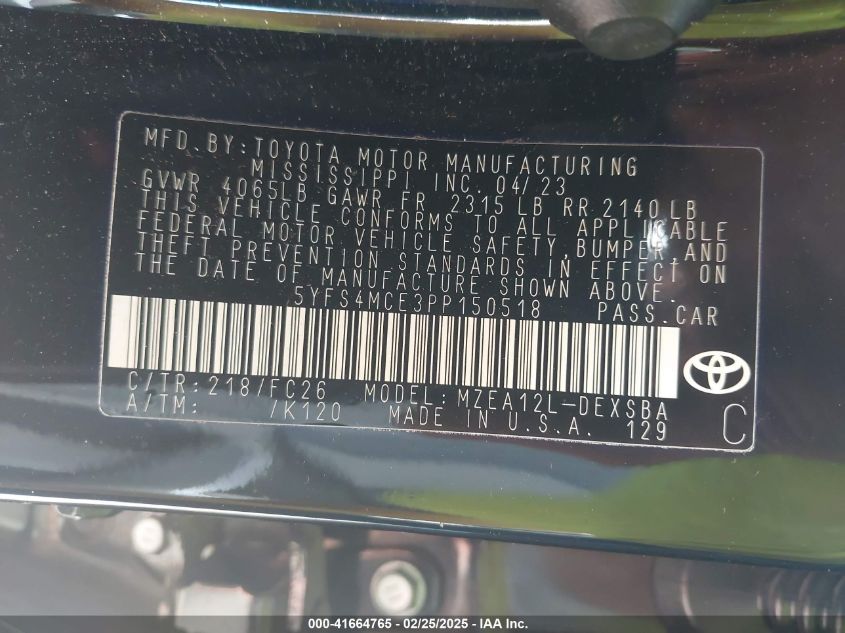 MFD.BY:TOYOTA MOTOR MANUFACTURING
MISSISSIPPI INC. 04/23
GVWR 4065LB GAWR FR 2315 LB RR 2140 LB
THIS VEHICLE CONFORMS TO ALL APPLICABLE
FEDERAL MOTOR VEHICLE SAFETY,BUMPER,AND
THEFT PREVENTION STANDARDS IN EFFECT ON
THE DATE OF MANUFACTURE SHOWN ABOVE.
5YFS4MCE3PP150518 PASS.CAR
C/TR:218/FC26 MODEL:MZEA12L-DEXSBA
A/TM: /K120 MADE IN U.S.A. 129
C
000-41664765 - 02/25/2025 - IAA Inc.